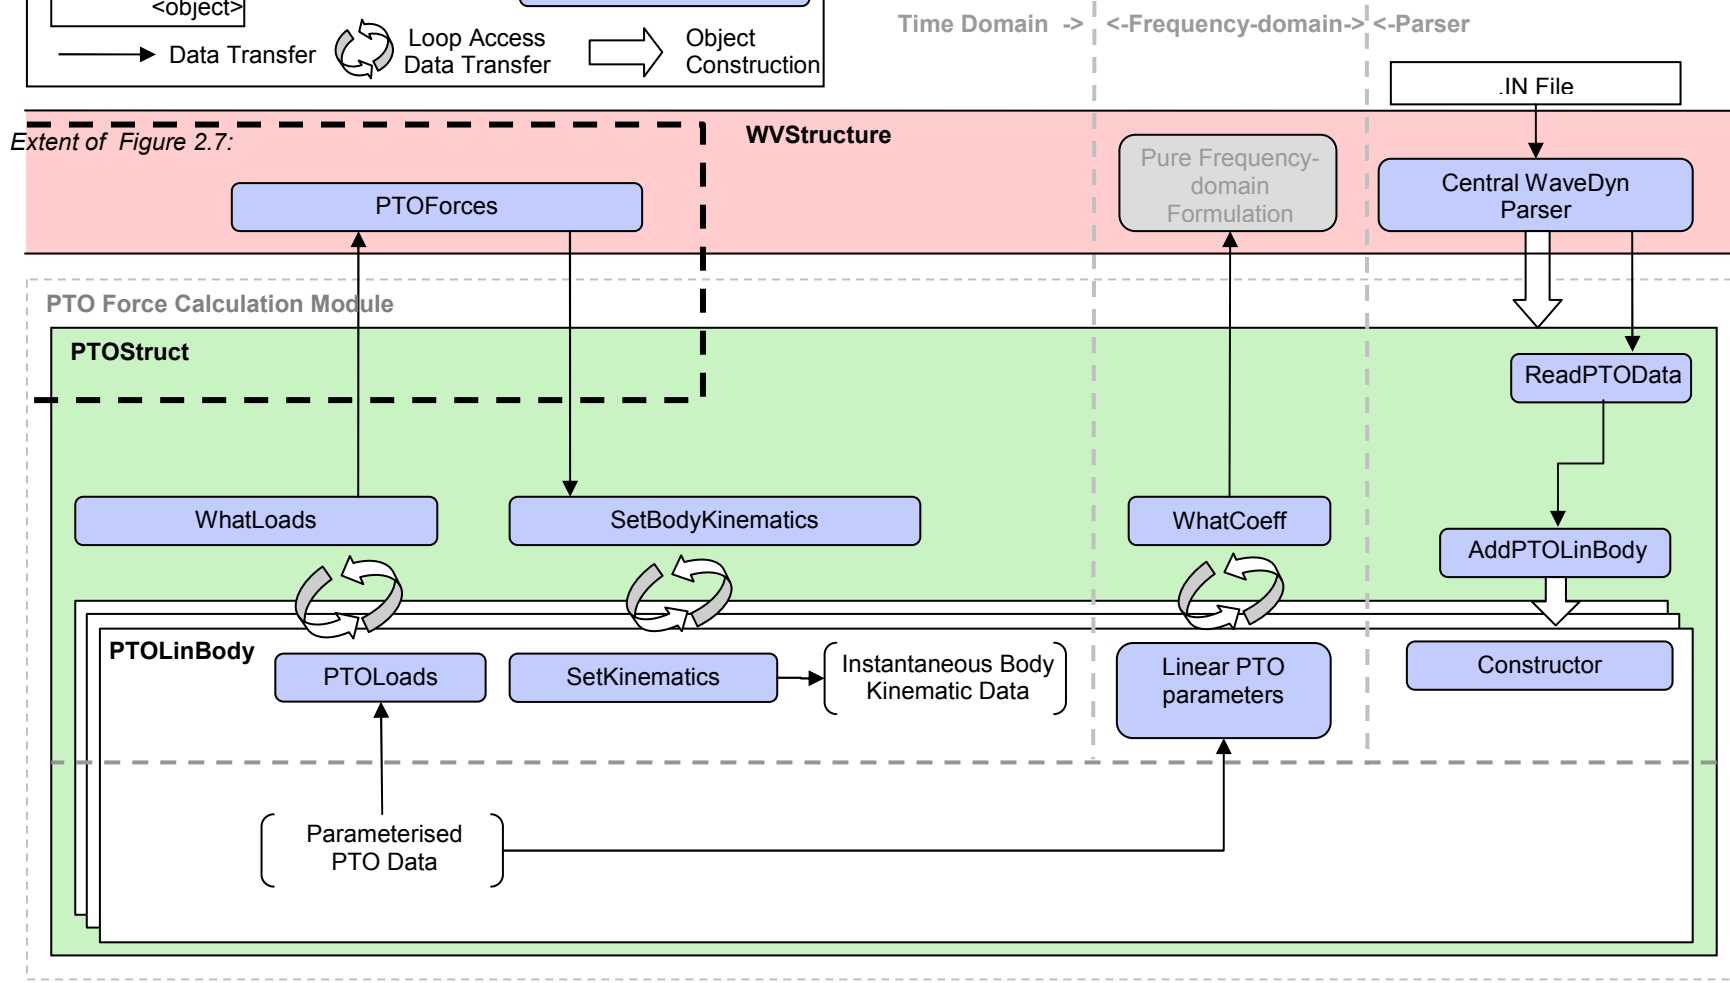 <object>
Data Transfer
Loop Access
Data Transfer
Object
Construction
Time Domain -> <-Frequency-domain-> <-Parser
.IN File
Extent of Figure 2.7:
WVStructure
PTOForces
Pure Frequency-
domain
Formulation
Central WaveDyn
Parser
PTO Force Calculation Module
PTOStruct
ReadPTOData
WhatLoads
SetBodyKinematics
WhatCoeff
AddPTOLinBody
PTOLinBody
PTOLoads
SetKinematics
Instantaneous Body
Kinematic Data
Linear PTO
parameters
Constructor
Parameterised
PTO Data